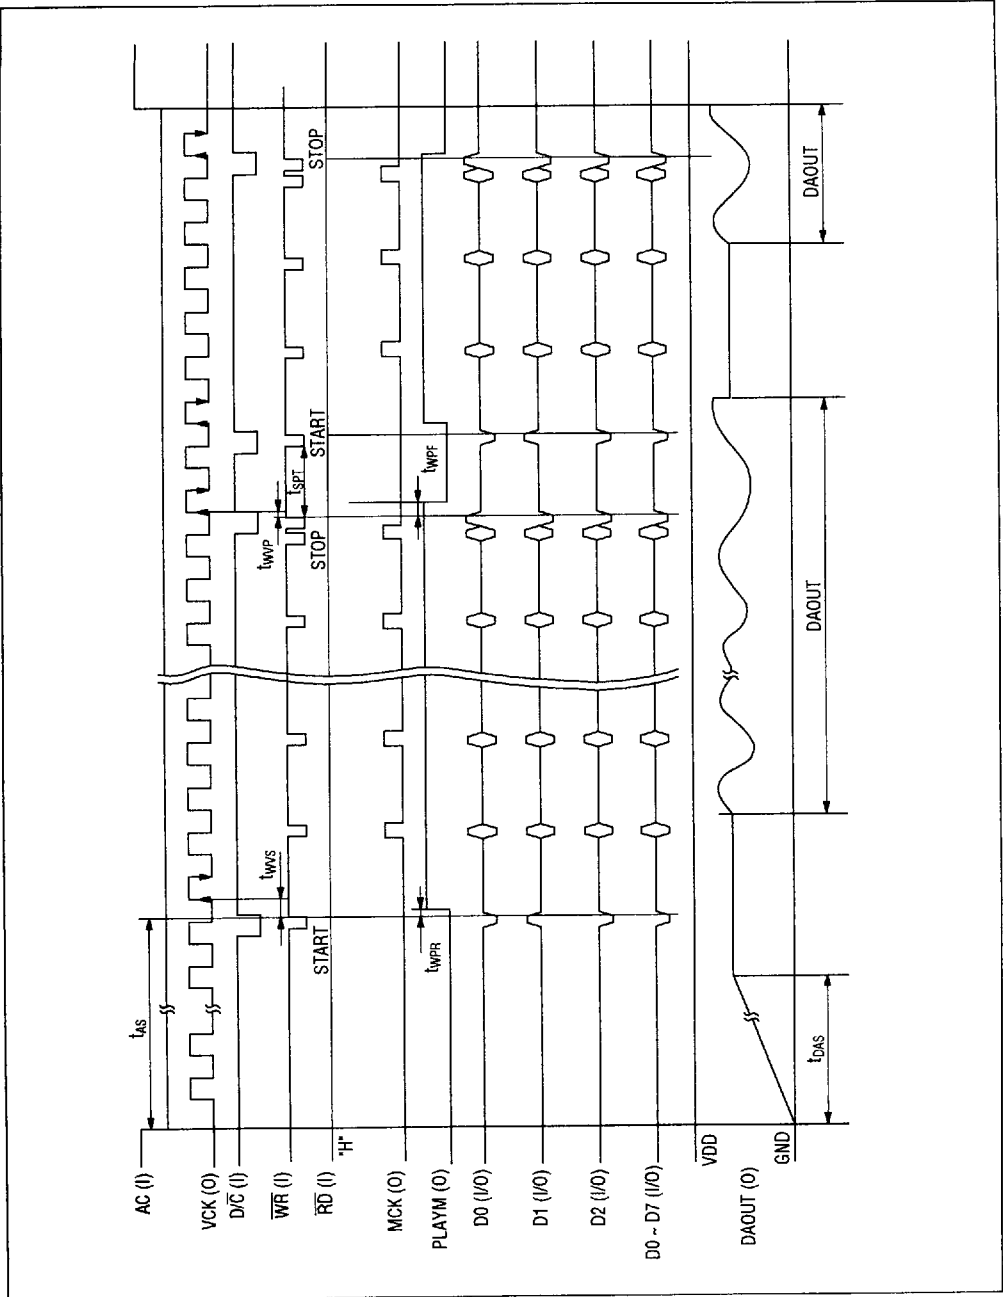 AC (I)
VCK (O)
D/C̅ (I)
W̅R̅ (I)
R̅D̅ (I)
"H"
MCK (O)
PLAYM (O)
D0 (I/O)
D1 (I/O)
D2 (I/O)
D0 ~ D7 (I/O)
VDD
DAOUT (O)
GND
tAS
tWVS
START
tWPR
tDAS
tWVP
STOP
tSPT
START
tWPF
DAOUT
STOP
DAOUT